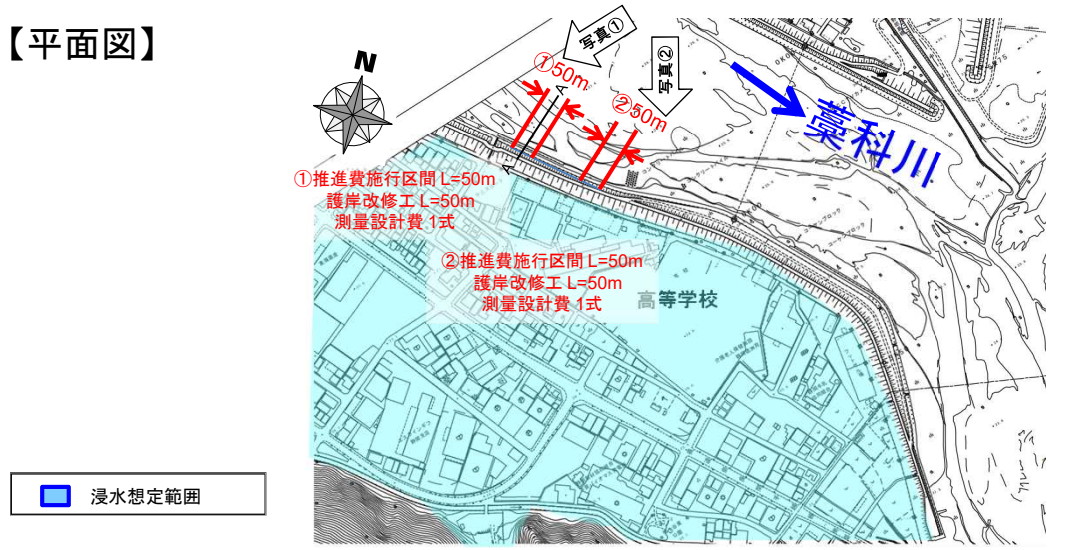 【平面図】
N
写真①
写真②
①50m
②50m
A
A
藁科川
①推進費施行区間 L=50m
護岸改修工 L=50m
測量設計費 1式
②推進費施行区間 L=50m
護岸改修工 L=50m
測量設計費 1式
高等学校
浸水想定範囲